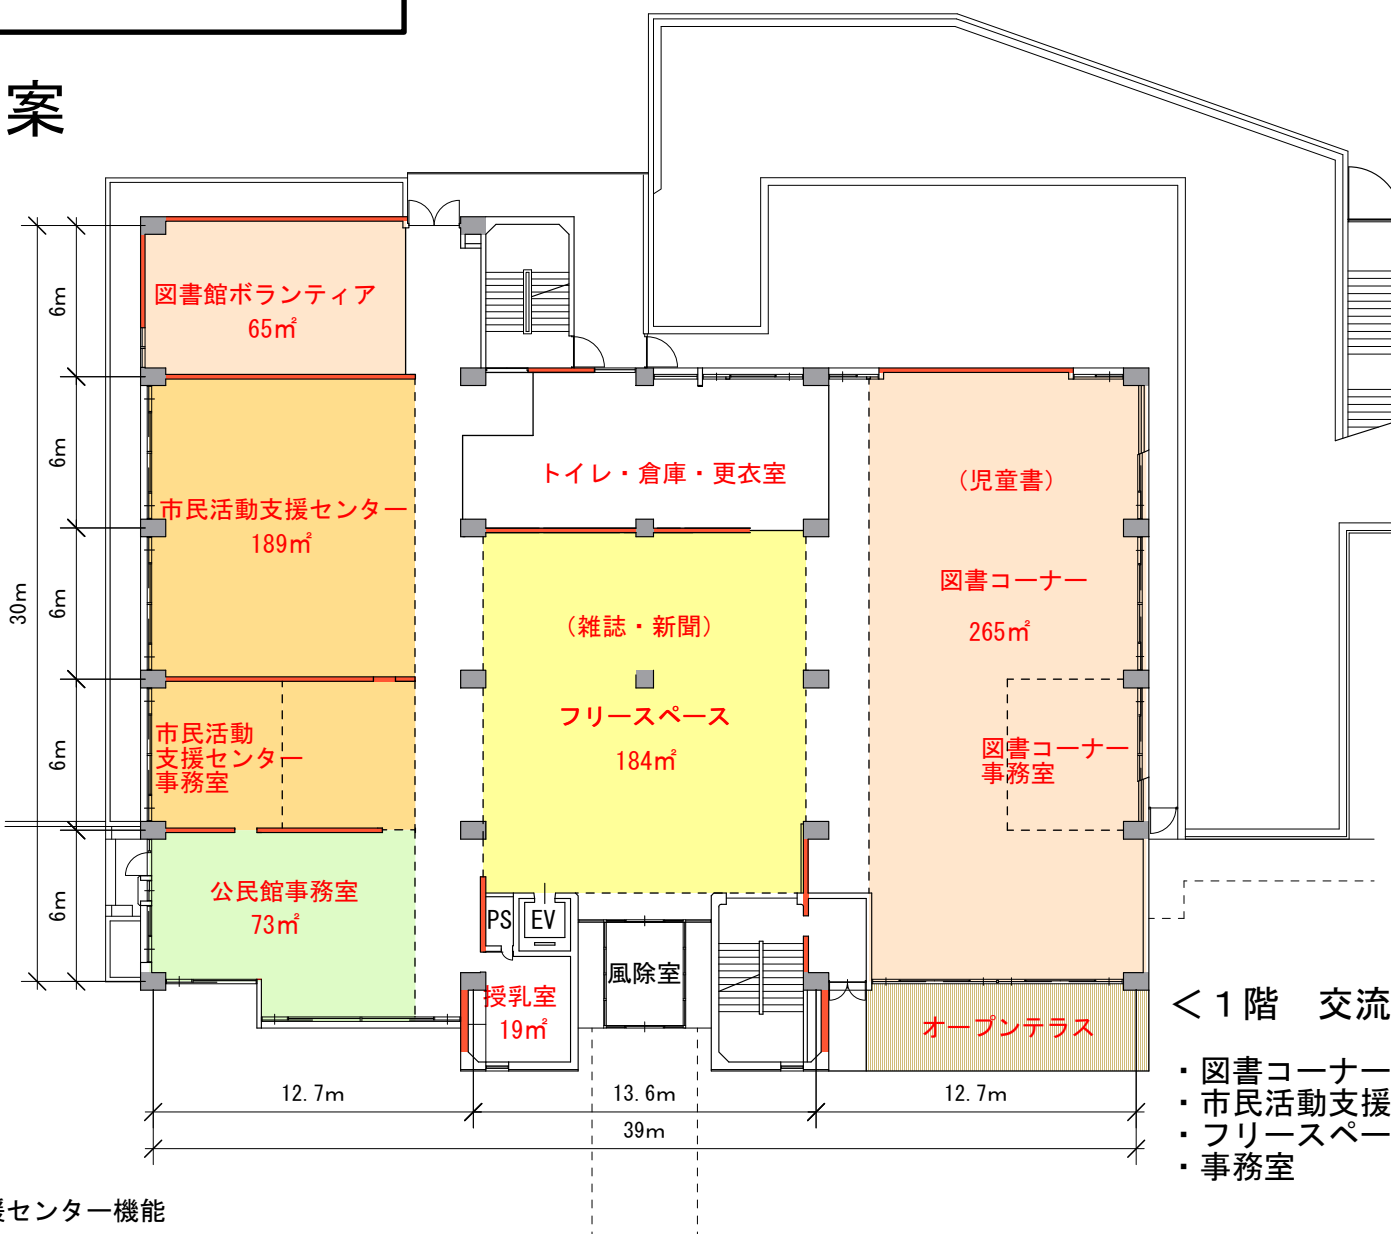 案
図書館ボランティア
65㎡
市民活動支援センター
189㎡
市民活動
支援センター
事務室
公民館事務室
73㎡
トイレ・倉庫・更衣室
(雑誌・新聞)
フリースペース
184㎡
(児童書)
図書コーナー
265㎡
図書コーナー
事務室
PS
EV
風除室
授乳室
19㎡
オープンテラス
30m
6m
6m
6m
6m
6m
12.7m
13.6m
12.7m
39m
<1階 交流
・図書コーナー
・市民活動支援
・フリースペー
・事務室
援センター機能